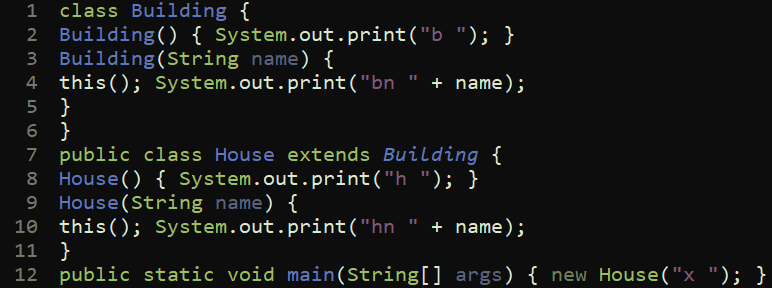 1 class Building {
2 Building() { System.out.print("b "); }
3 Building(String name) {
4 this(); System.out.print("bn " + name);
5 }
6 }
7 public class House extends Building {
8 House() { System.out.print("h "); }
9 House(String name) {
10 this(); System.out.print("hn " + name);
11 }
12 public static void main(String[] args) { new House("x "); }